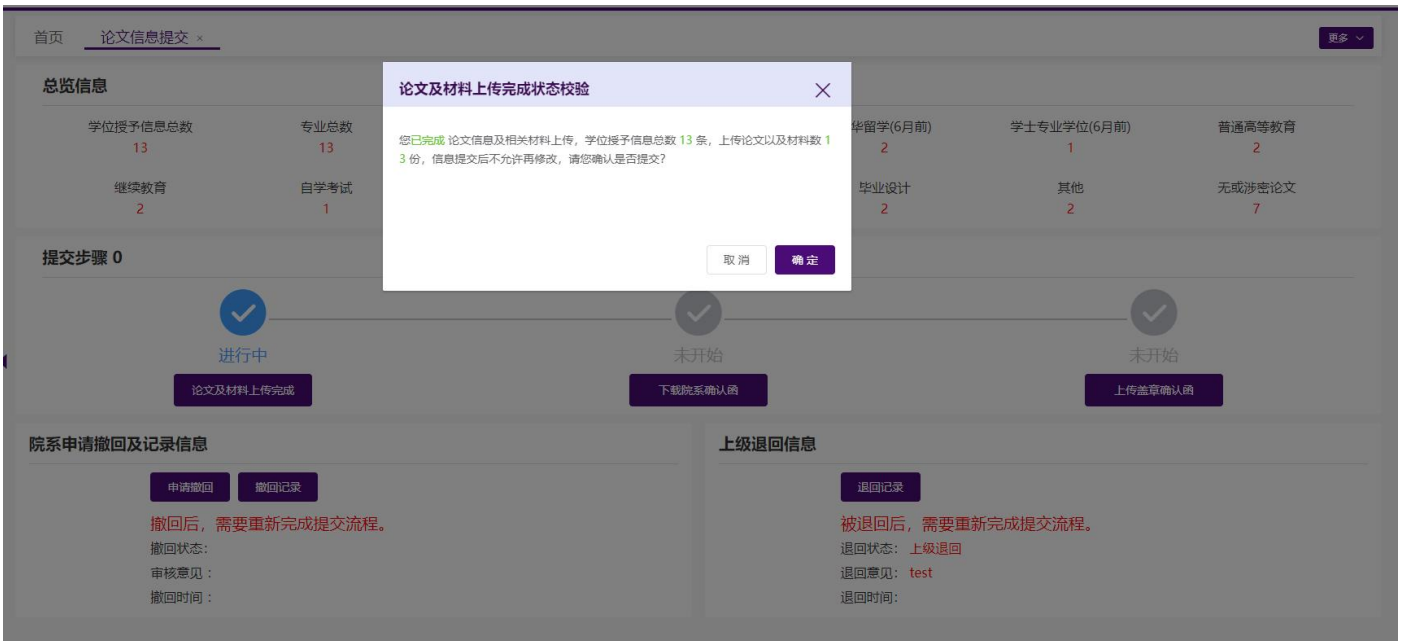 首页 论文信息提交 × 更多
总览信息
论文及材料上传完成状态校验
学位授予信息总数 专业总数 华留学(6月前) 学士专业学位(6月前) 普通高等教育
13 13 2 1 2
您已完成 论文信息及相关材料上传，学位授予信息总数 13 条，上传论文以及材料数 1
3 份，信息提交后不允许再修改，请您确认是否提交？
继续教育 自学考试 毕业设计 其他 无或涉密论文
2 1 2 2 7
取消 确定
提交步骤 0
进行中 未开始 未开始
论文及材料上传完成 下载院系确认函 上传盖章确认函
院系申请撤回及记录信息
申请撤回 撤回记录
撤回后，需要重新完成提交流程。
撤回状态：
审核意见：
撤回时间：
上级退回信息
退回记录
被退回后，需要重新完成提交流程。
退回状态： 上级退回
退回意见： test
退回时间：